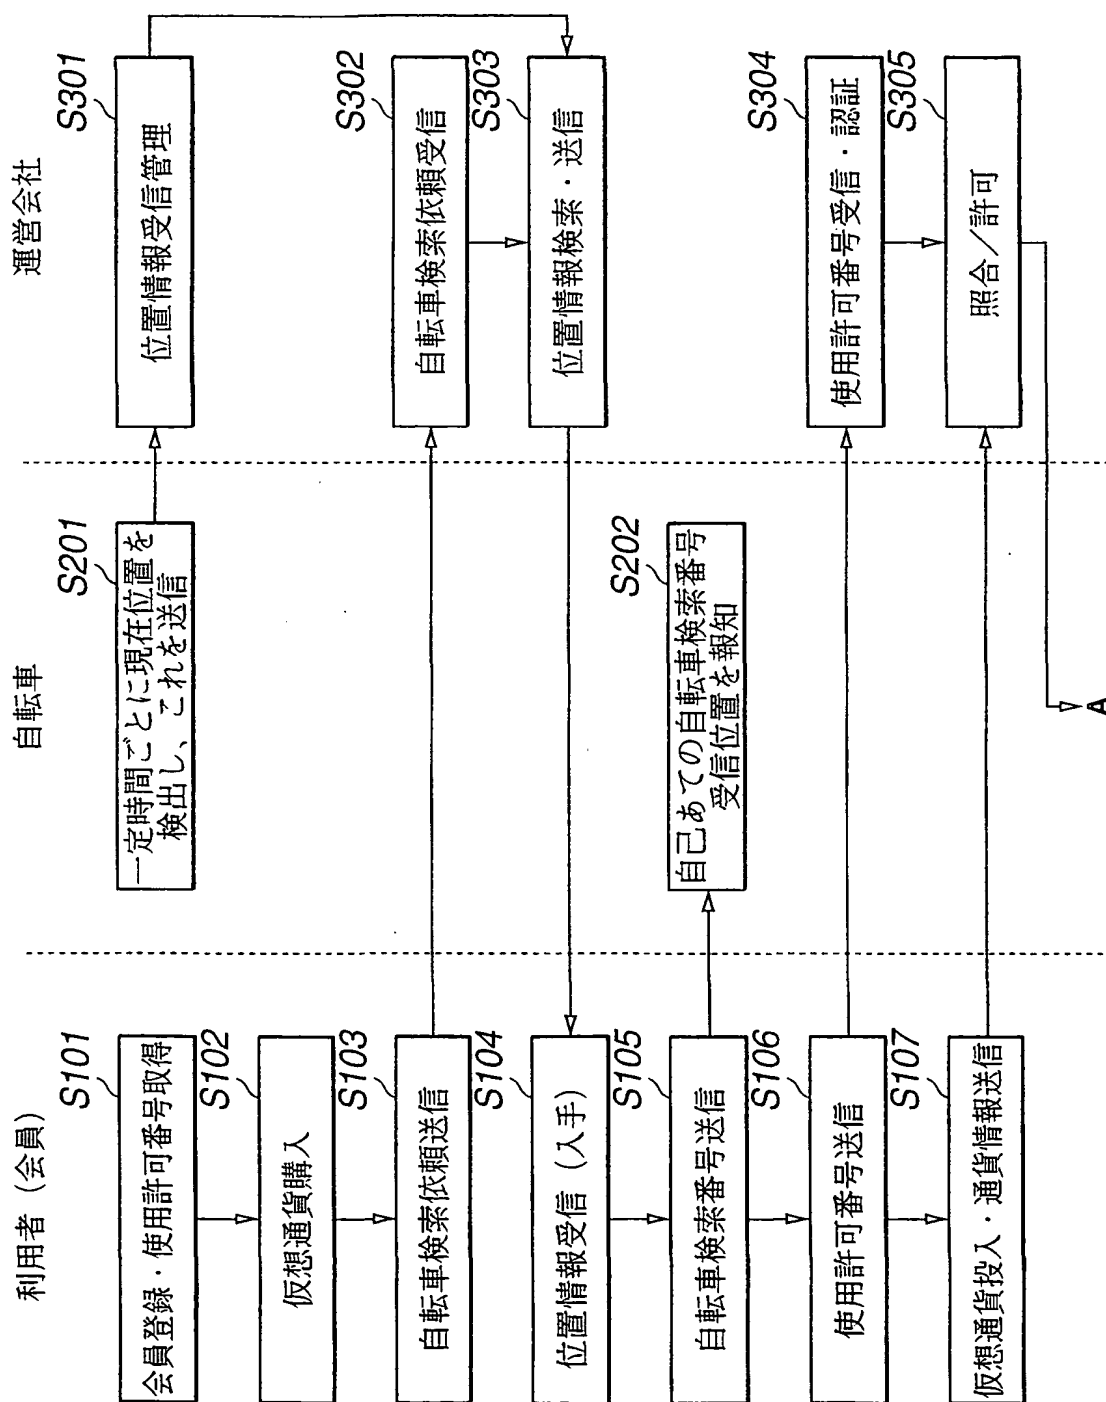 利用者（会員）
S101
会員登録・使用許可番号取得
S102
仮想通貨購入
S103
自転車検索依頼送信
S104
位置情報受信（入手）
S105
自転車検索番号送信
S106
使用許可番号送信
S107
仮想通貨投入・通貨情報送信
自転車
S201
一定時間ごとに現在位置を
検出し、これを送信
S202
自己あての自転車検索番号
受信位置を報知
A
運営会社
S301
位置情報受信管理
S302
自転車検索依頼受信
S303
位置情報検索・送信
S304
使用許可番号受信・認証
S305
照合／許可